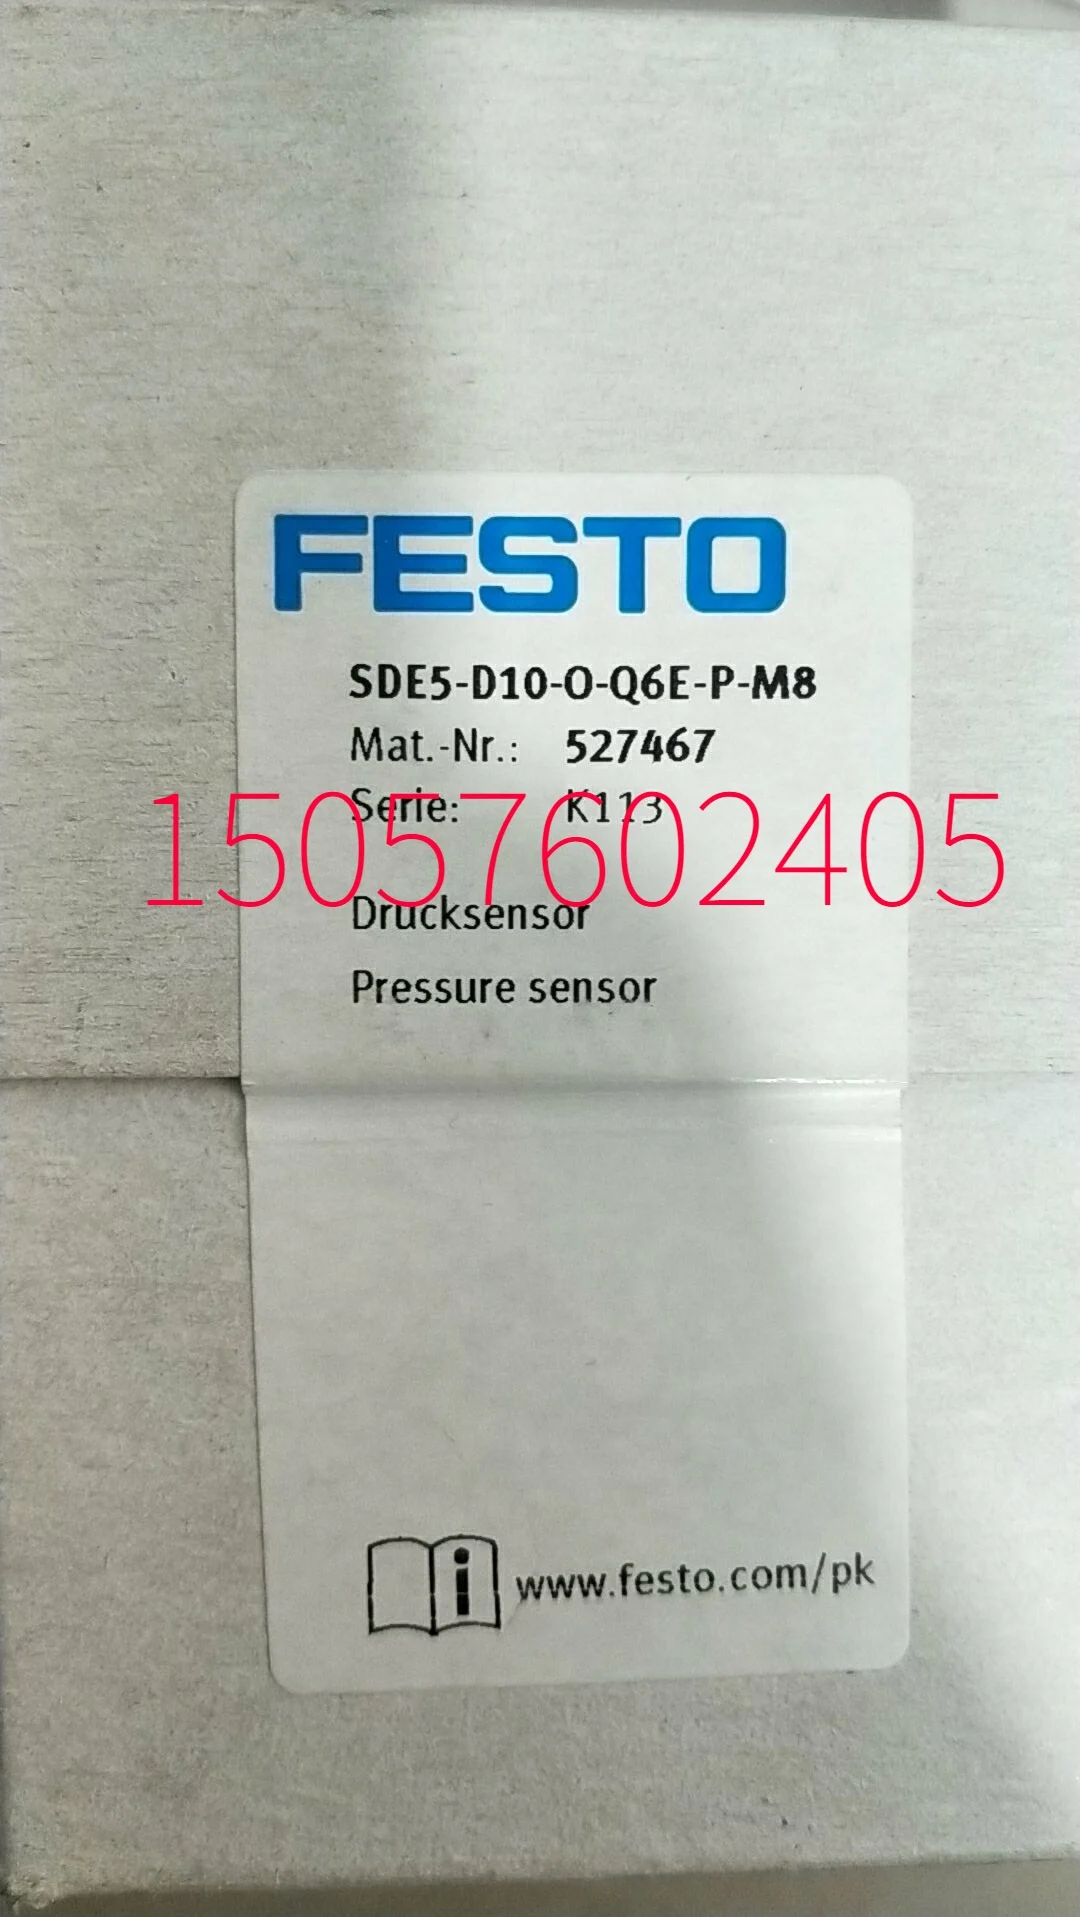 FESTO
SDE5-D10-O-Q6E-P-M8
Mat.-Nr.: 527467
Serie: K113
15057602405
Drucksensor
Pressure sensor
www.festo.com/pk